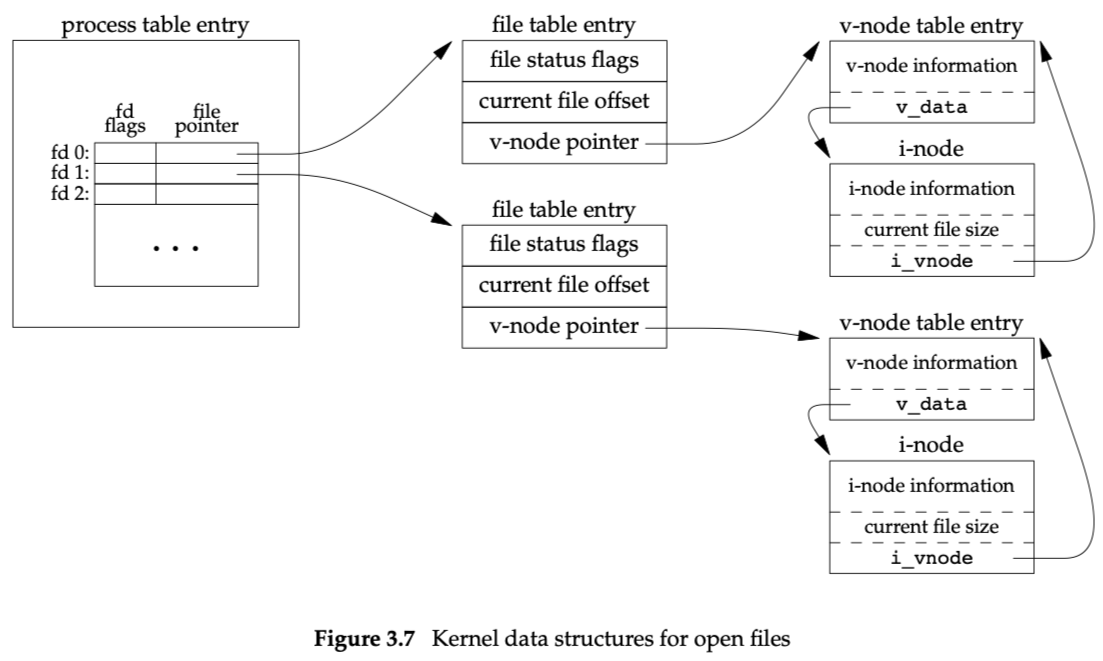 process table entry
fd
flags
file
pointer
fd 0:
fd 1:
fd 2:
• • •
file table entry
file status flags
current file offset
v-node pointer
file table entry
file status flags
current file offset
v-node pointer
v-node table entry
v-node information
v_data
i-node
i-node information
current file size
i_vnode
v-node table entry
v-node information
v_data
i-node
i-node information
current file size
i_vnode
Figure 3.7 Kernel data structures for open files